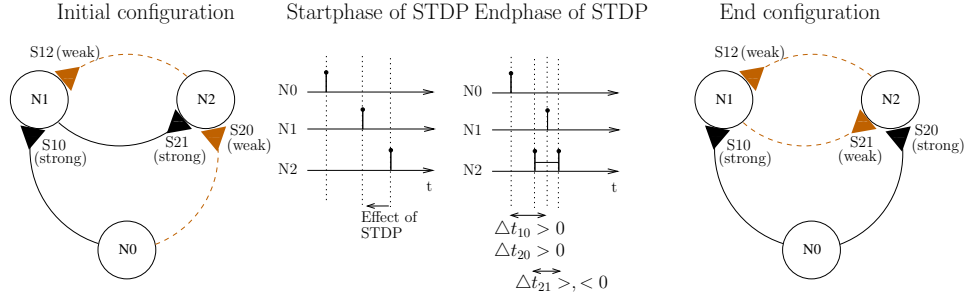 Initial configuration
Startphase of STDP
Endphase of STDP
End configuration
S12 (weak)
N1
N2
S10
(strong)
S21
(strong)
S20
(weak)
N0
N0
N1
N2
t
Effect of
STDP
N0
N1
N2
t
△t10 > 0
△t20 > 0
△t21 >, < 0
S12 (weak)
N1
N2
S10
(strong)
S21
(weak)
S20
(strong)
N0